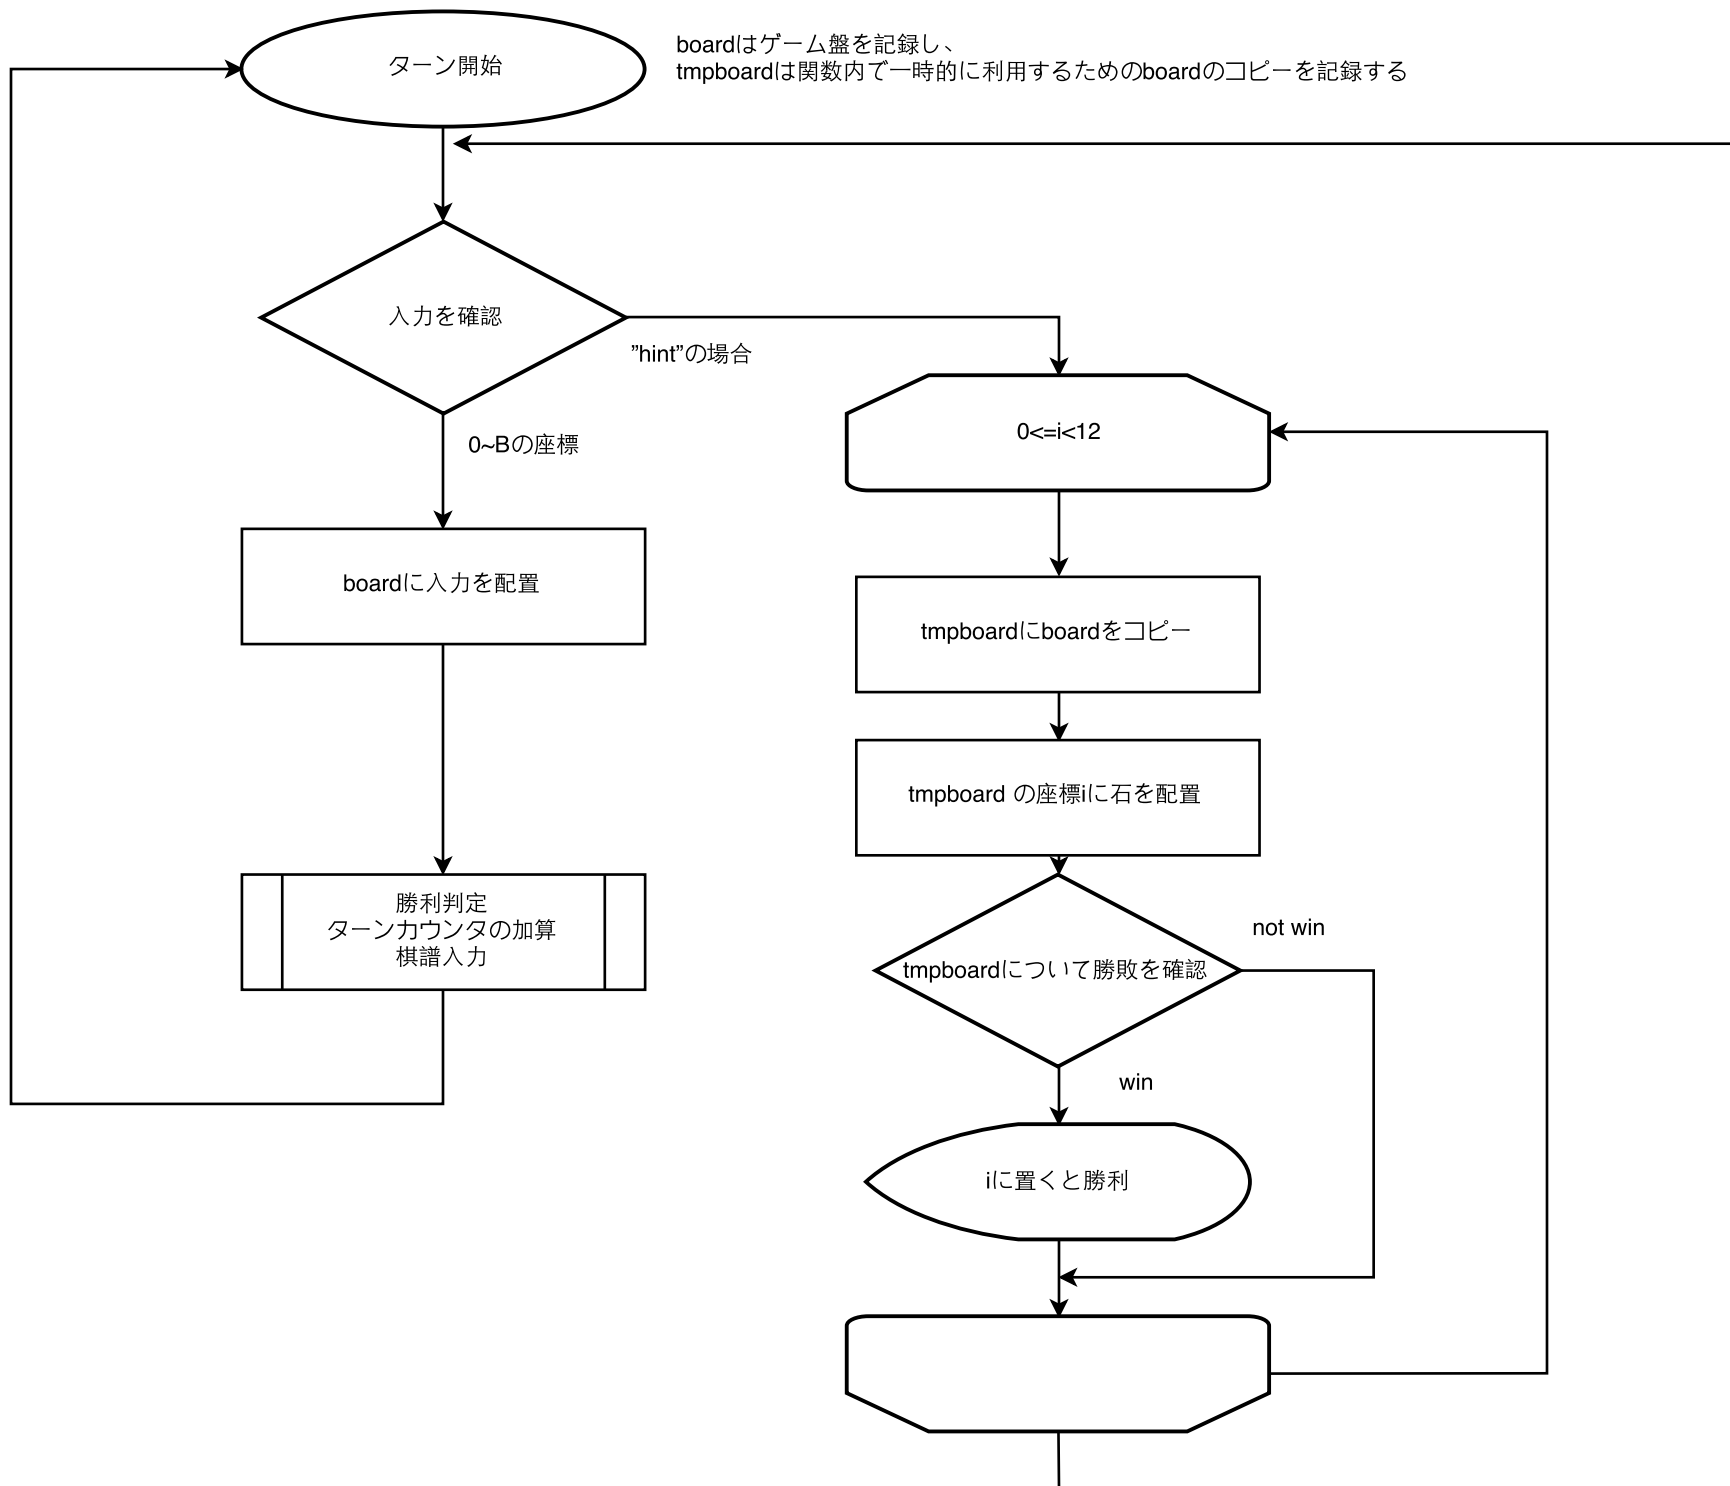 ターン開始
boardはゲーム盤を記録し、
tmpboardは関数内で一時的に利用するためのboardのコピーを記録する
入力を確認
”hint”の場合
0~Bの座標
0<=i<12
boardに入力を配置
tmpboardにboardをコピー
tmpboard の座標iに石を配置
勝利判定
ターンカウンタの加算
棋譜入力
not win
tmpboardについて勝敗を確認
win
iに置くと勝利